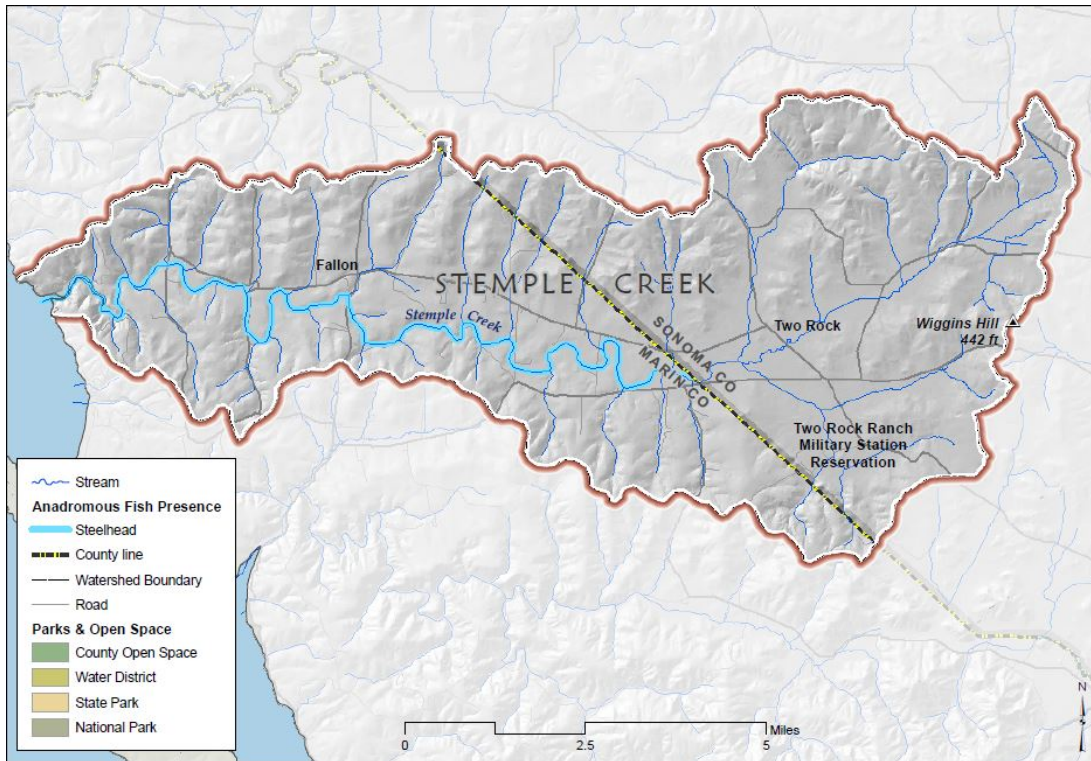 Fallon
STEMPLE CREEK
Stemple Creek
SONOMA CO
MARIN CO
Two Rock
Wiggins Hill
442 ft
Two Rock Ranch
Military Station
Reservation
Stream
Anadromous Fish Presence
Steelhead
County line
Watershed Boundary
Road
Parks & Open Space
County Open Space
Water District
State Park
National Park
Miles
0 2.5 5
N